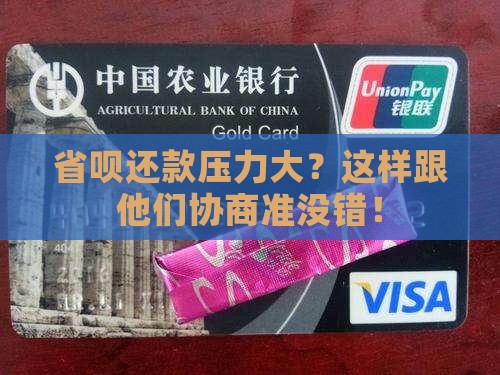 中国农业银行
AGRICULTURAL BANK OF CHINA
Gold Card
UnionPay
银联
省呗还款压力大？这样跟
他们协商准没错！
VISA